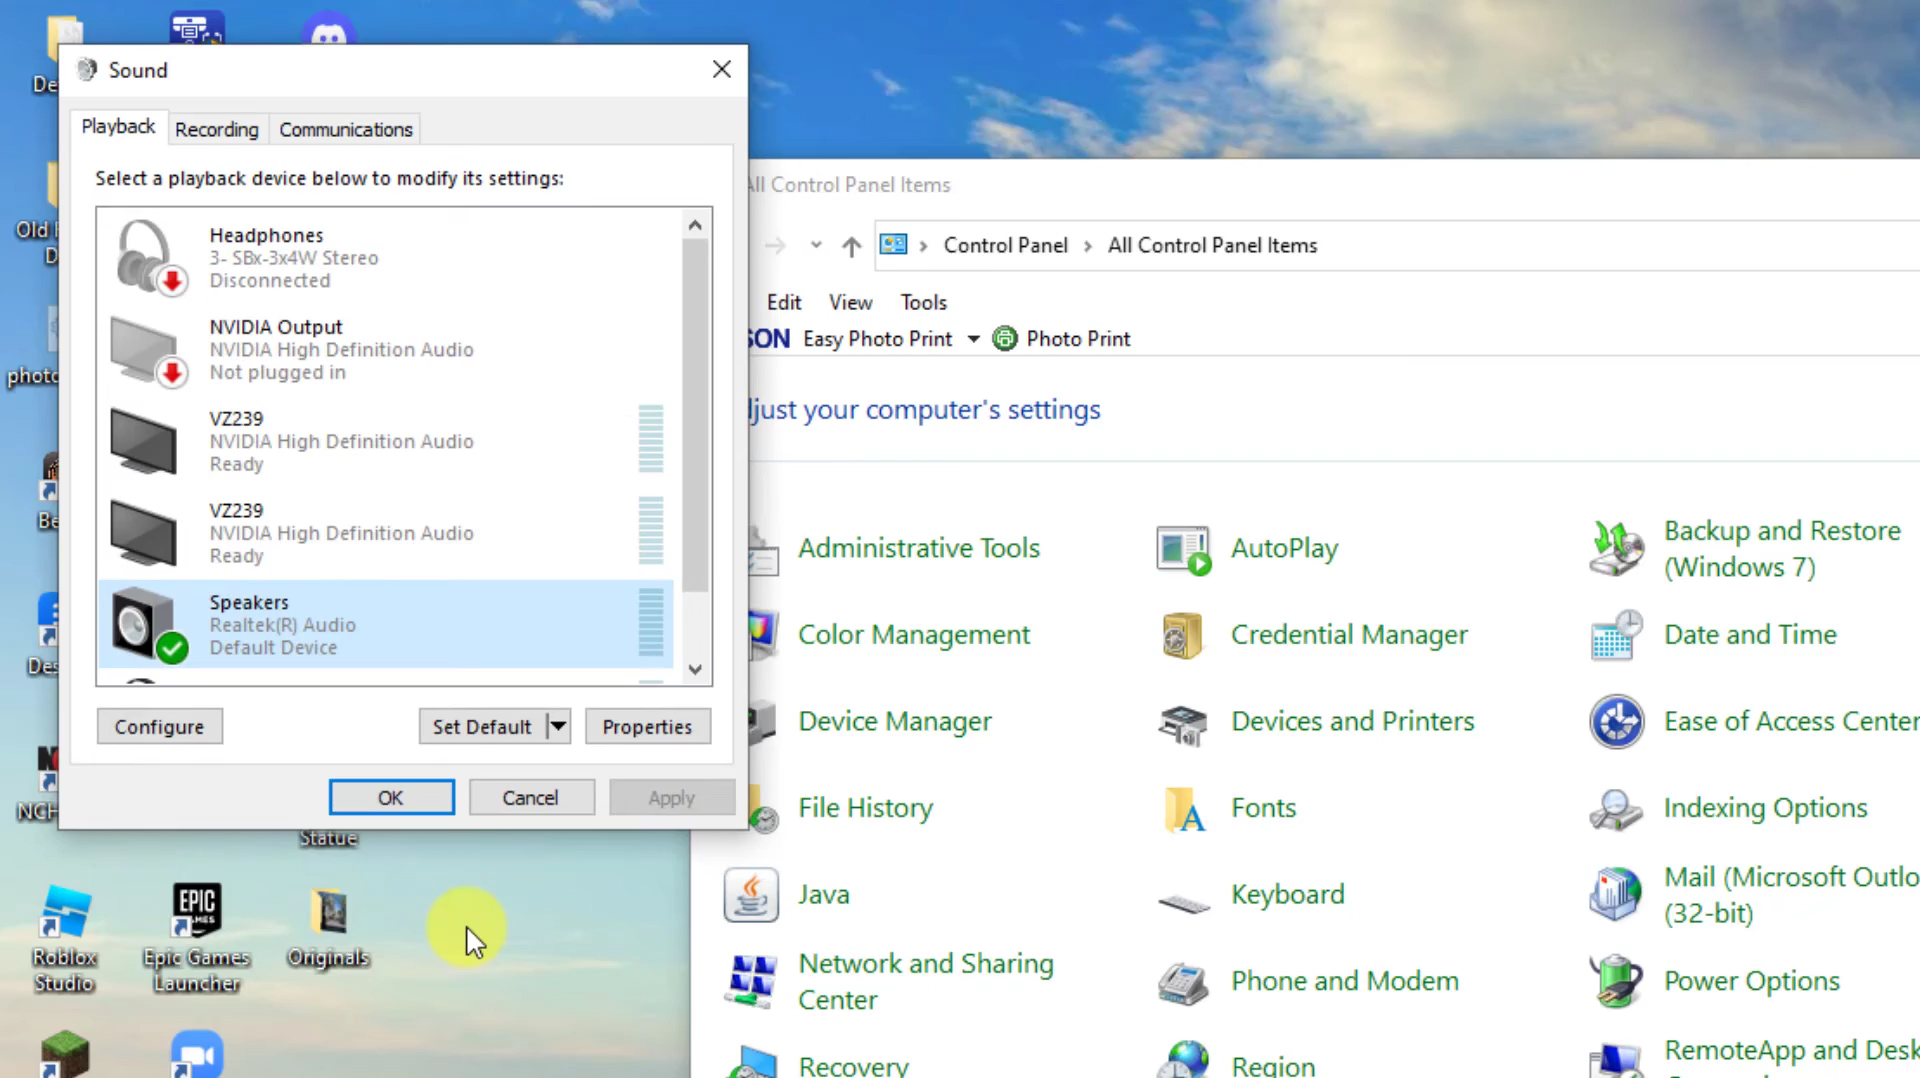 Sound
Playback
Recording
Communications
Select a playback device below to modify its settings:
Headphones
3- SBx-3x4W Stereo
Disconnected
NVIDIA Output
NVIDIA High Definition Audio
Not plugged in
VZ239
NVIDIA High Definition Audio
Ready
VZ239
NVIDIA High Definition Audio
Ready
Speakers
Realtek(R) Audio
Default Device
Configure
Set Default
Properties
OK
Cancel
Apply
Statue
Roblox
Studio
EPIC
GAMES
Epic Games
Launcher
Originals
All Control Panel Items
Control Panel
All Control Panel Items
Edit
View
Tools
Easy Photo Print
Photo Print
your computer's settings
Administrative Tools
AutoPlay
Backup and Restore
(Windows 7)
Color Management
Credential Manager
Date and Time
Device Manager
Devices and Printers
Ease of Access Center
File History
Fonts
Indexing Options
Java
Keyboard
Mail (Microsoft Outlo
(32-bit)
Network and Sharing
Center
Phone and Modem
Power Options
Recovery
Region
RemoteApp and Desk